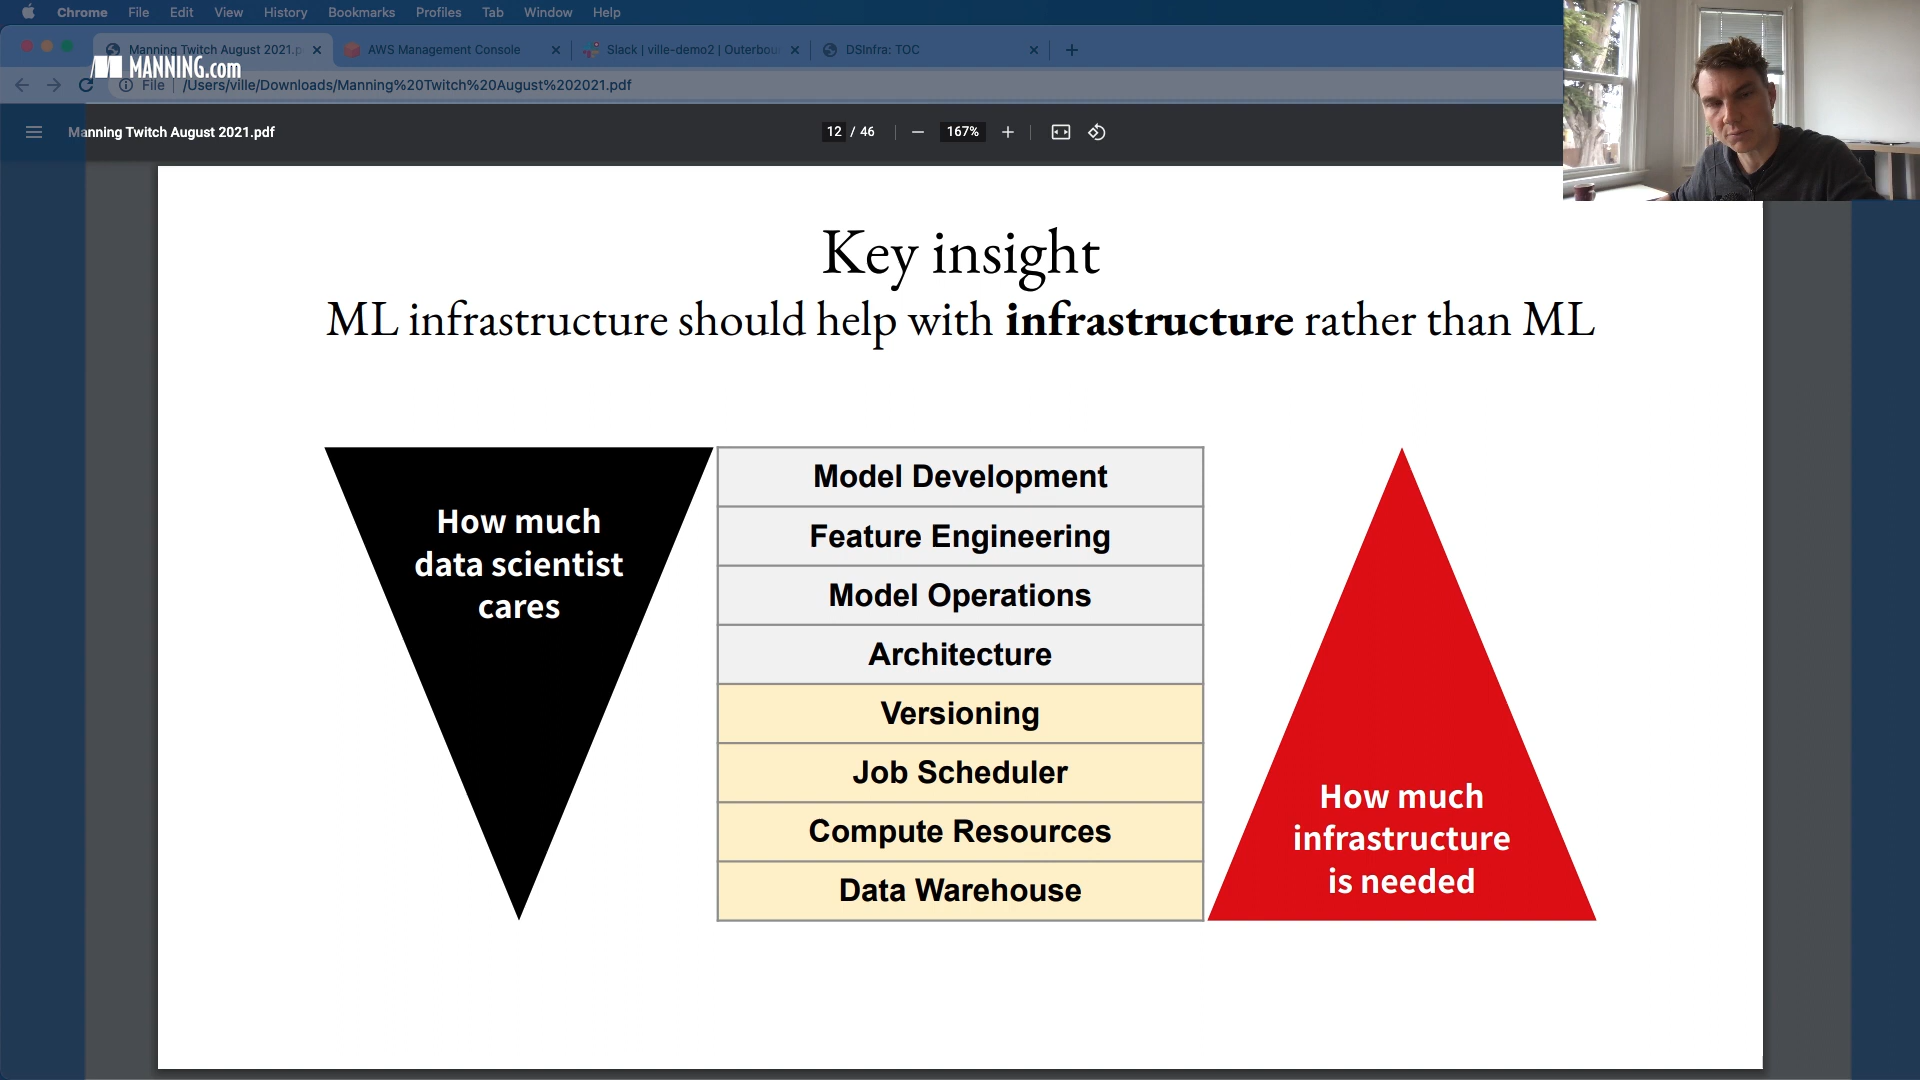 Chrome File Edit View History Bookmarks Profiles Tab Window Help
Manning Twitch August 2021.p
AWS Management Console
Slack | ville-demo2 | Outerbou
DSInfra: TOC
MANNING.com
File | /Users/ville/Downloads/Manning%20Twitch%20August%202021.pdf
Manning Twitch August 2021.pdf
12 / 46
167%
Key insight
ML infrastructure should help with infrastructure rather than ML
How much
data scientist
cares
Model Development
Feature Engineering
Model Operations
Architecture
Versioning
Job Scheduler
Compute Resources
Data Warehouse
How much
infrastructure
is needed